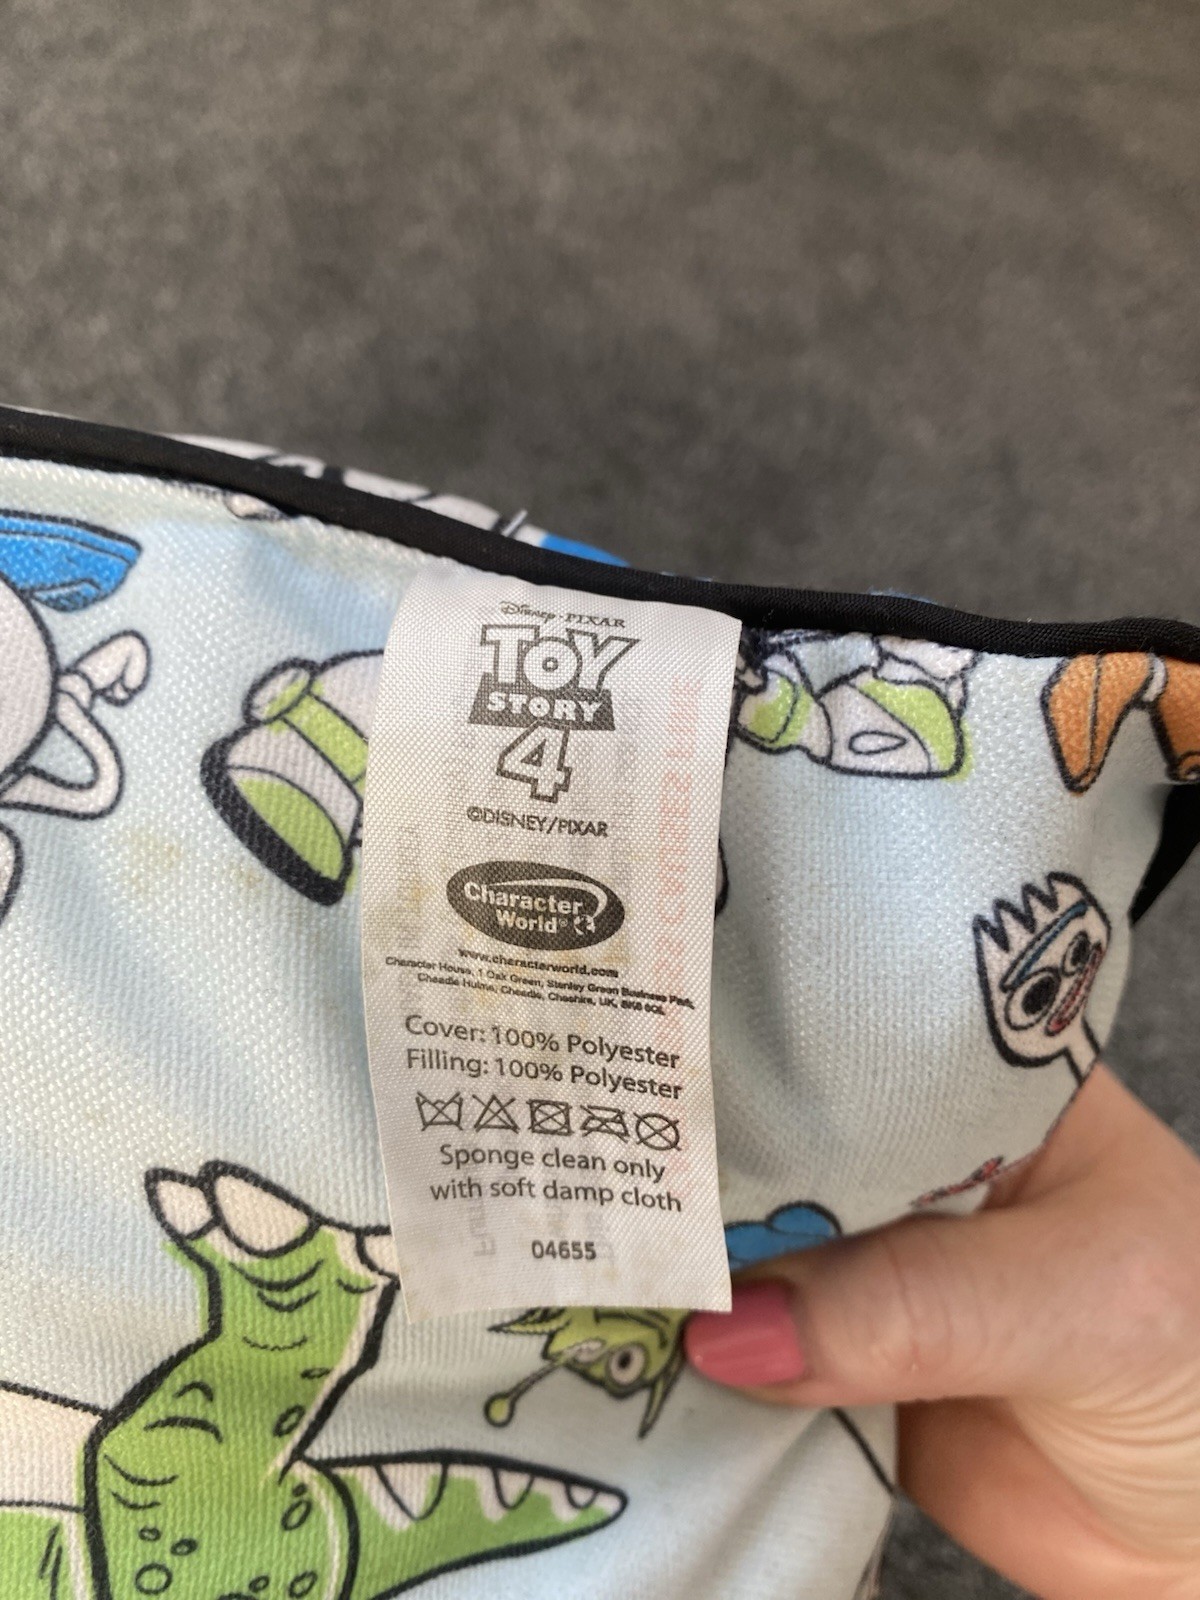 Disney·PIXAR
TOY
STORY
4
©DISNEY/PIXAR
Character
World®
www.characterworld.com
Character House, 1 Oak Green, Stanley Green Business Park,
Cheadle Hulme, Cheadle, Cheshire, UK, SK8 6QL
Cover: 100% Polyester
Filling: 100% Polyester
Sponge clean only
with soft damp cloth
04655